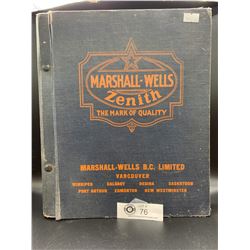 MARSHALL-WELLS
Zenith
THE MARK OF QUALITY
MARSHALL-WELLS B.C. LIMITED
VANCOUVER
WINNIPEG CALGARY REGINA SASKATOON
PORT ARTHUR EDMONTON NEW WESTMINSTER
76